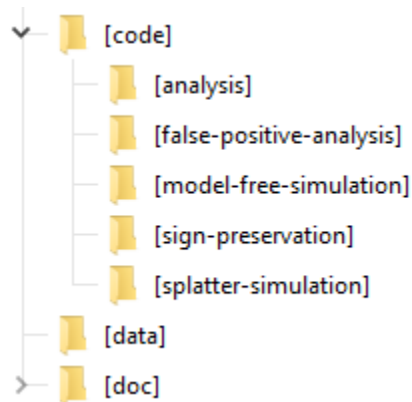 [code]
[analysis]
[false-positive-analysis]
[model-free-simulation]
[sign-preservation]
[splatter-simulation]
[data]
[doc]